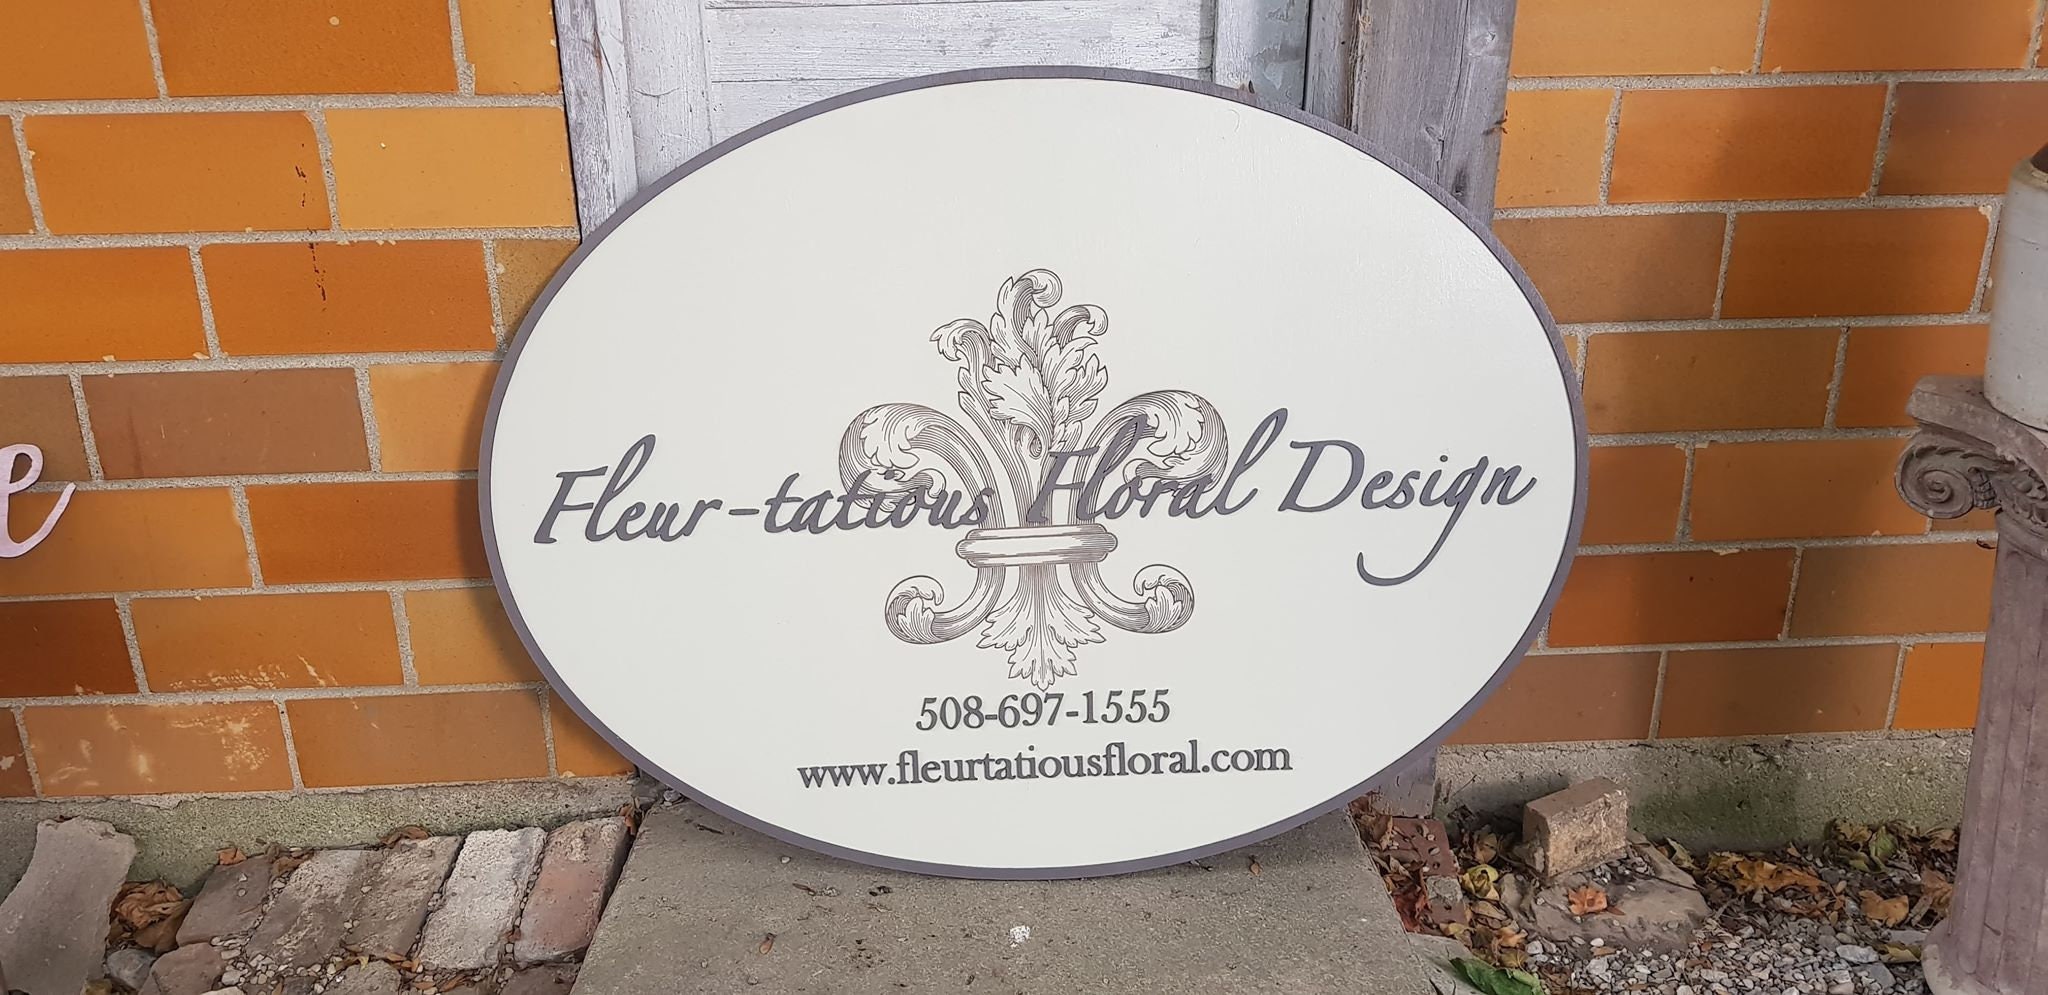 Fleur-tatious Floral Design
508-697-1555
www.fleurtatiousfloral.com
e